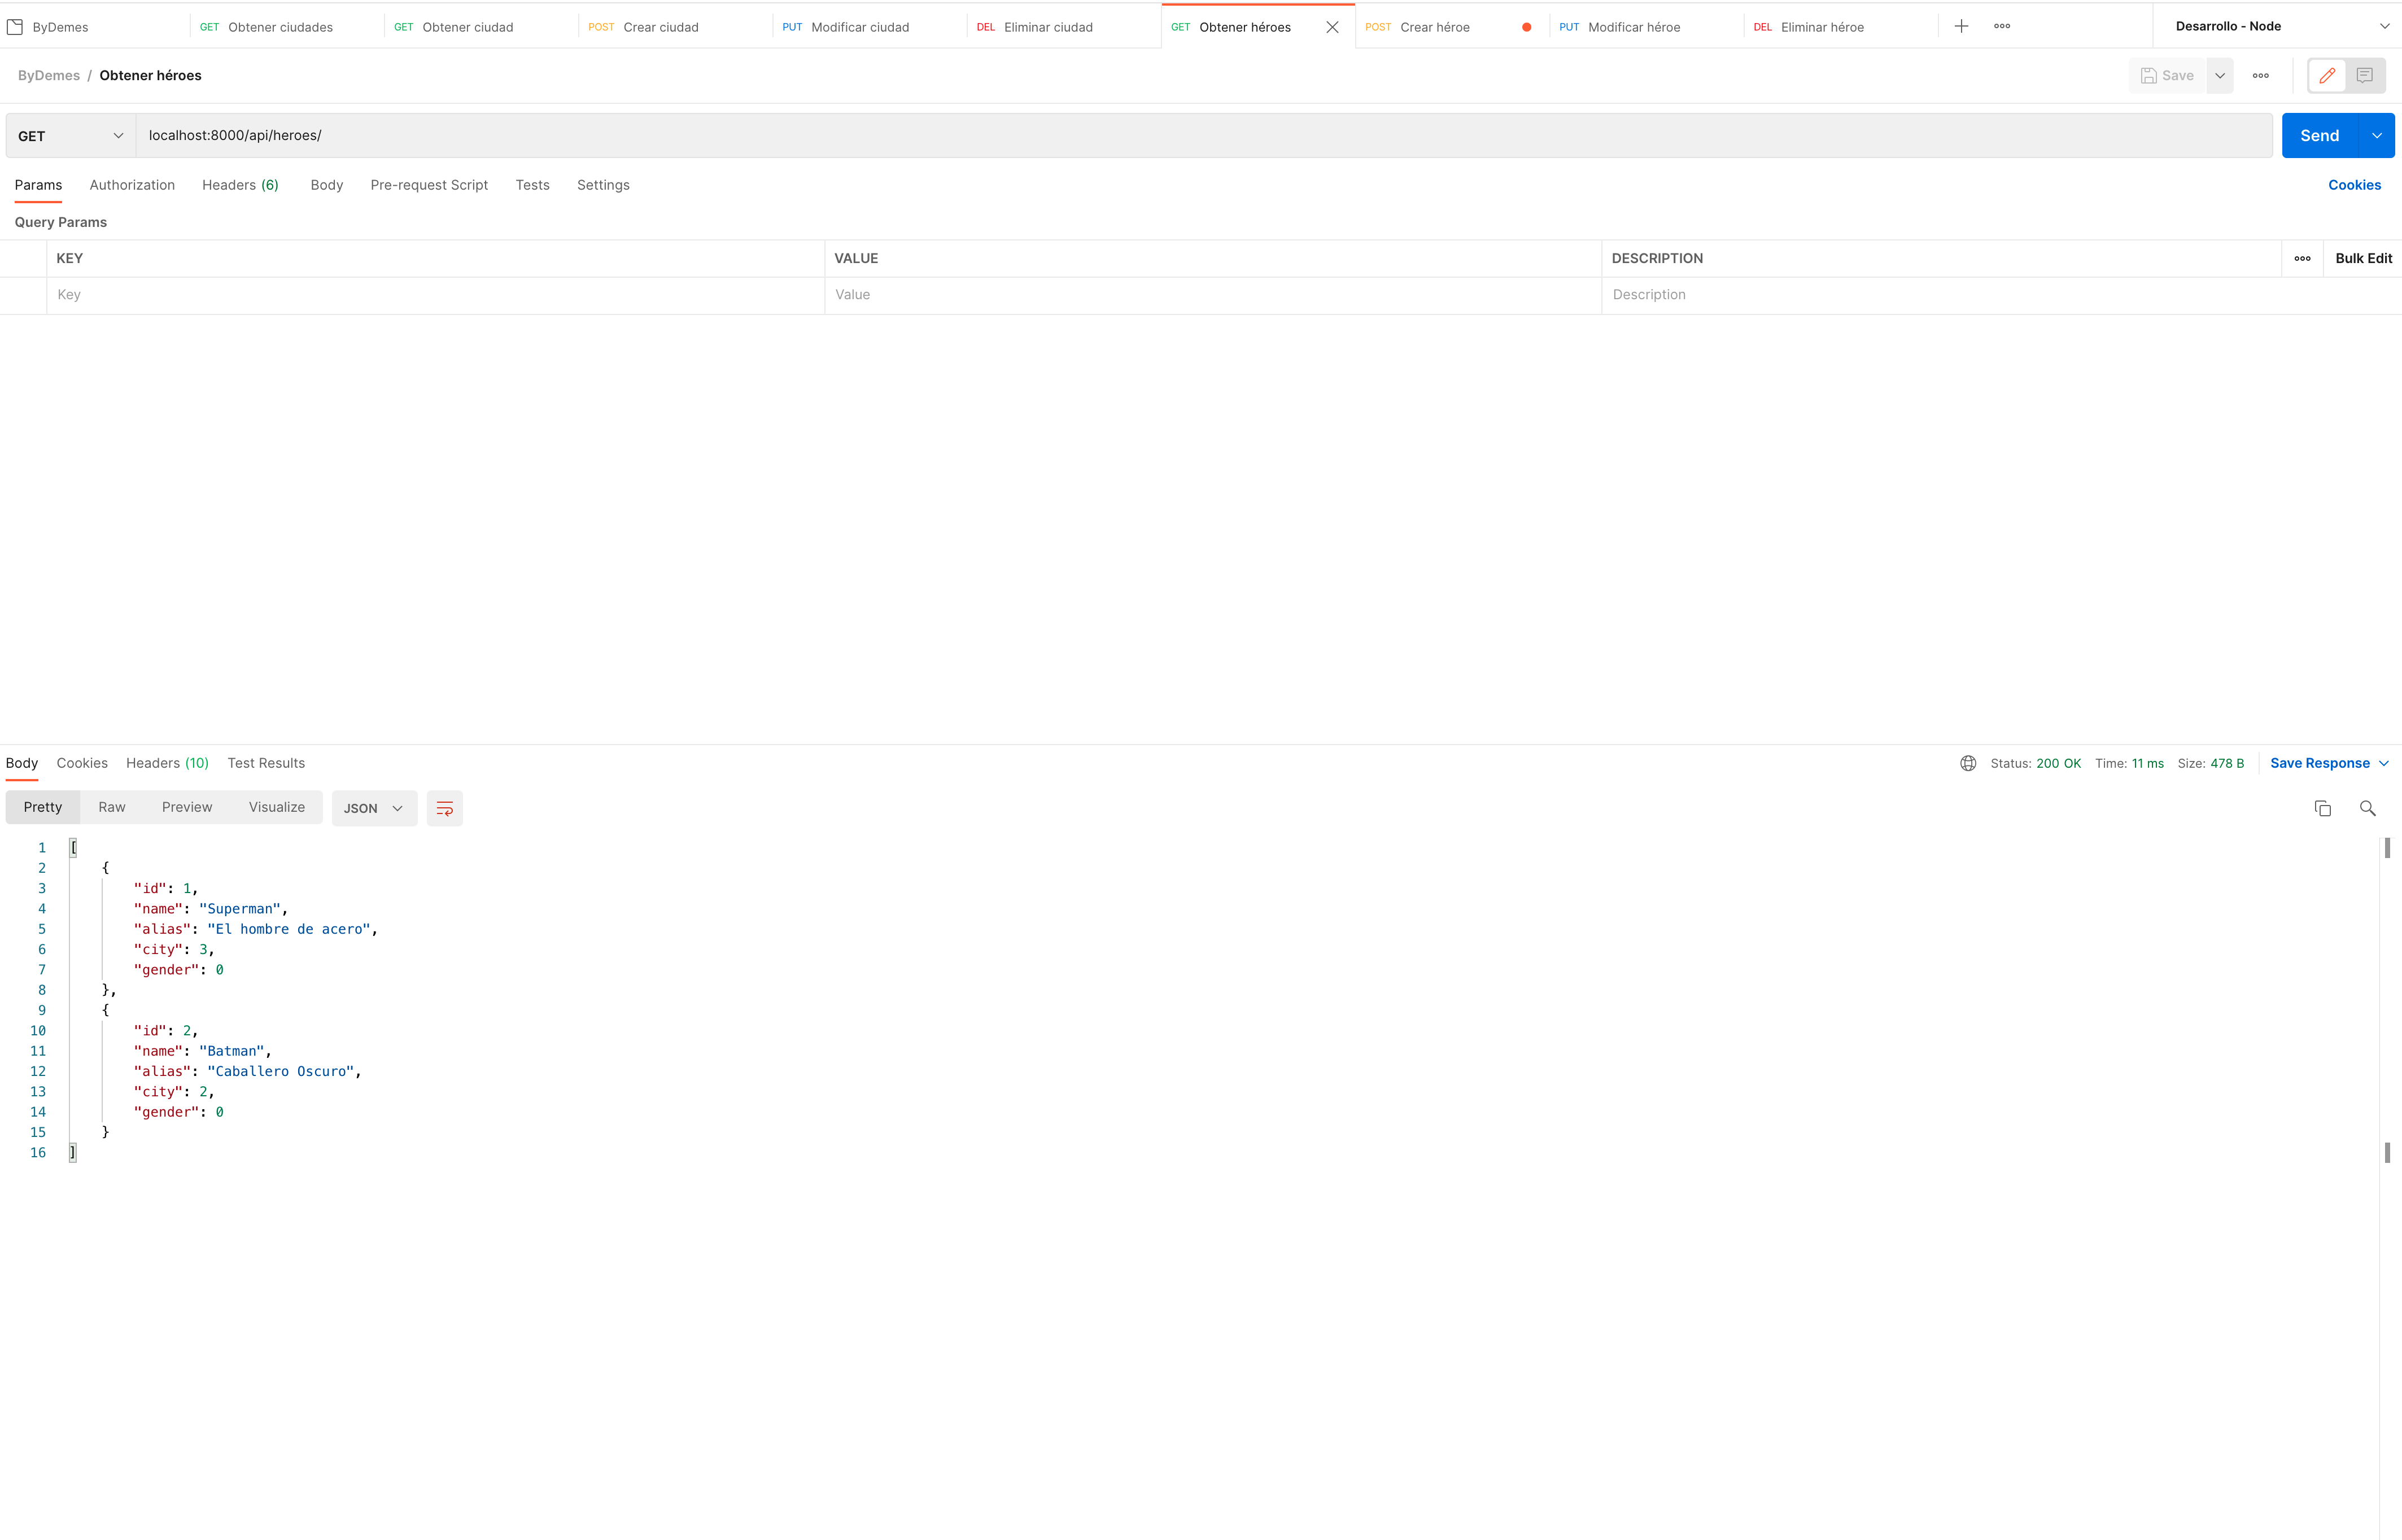 ByDemes GET Obtener ciudades GET Obtener ciudad POST Crear ciudad PUT Modificar ciudad DEL Eliminar ciudad GET Obtener héroes POST Crear héroe PUT Modificar héroe DEL Eliminar héroe Desarrollo - Node
ByDemes / Obtener héroes Save
GET localhost:8000/api/heroes/ Send
Params Authorization Headers (6) Body Pre-request Script Tests Settings Cookies
Query Params
KEY VALUE DESCRIPTION Bulk Edit
Key Value Description
Body Cookies Headers (10) Test Results Status: 200 OK Time: 11 ms Size: 478 B Save Response
Pretty Raw Preview Visualize JSON
1 [
2 {
3 "id": 1,
4 "name": "Superman",
5 "alias": "El hombre de acero",
6 "city": 3,
7 "gender": 0
8 },
9 {
10 "id": 2,
11 "name": "Batman",
12 "alias": "Caballero Oscuro",
13 "city": 2,
14 "gender": 0
15 }
16 ]